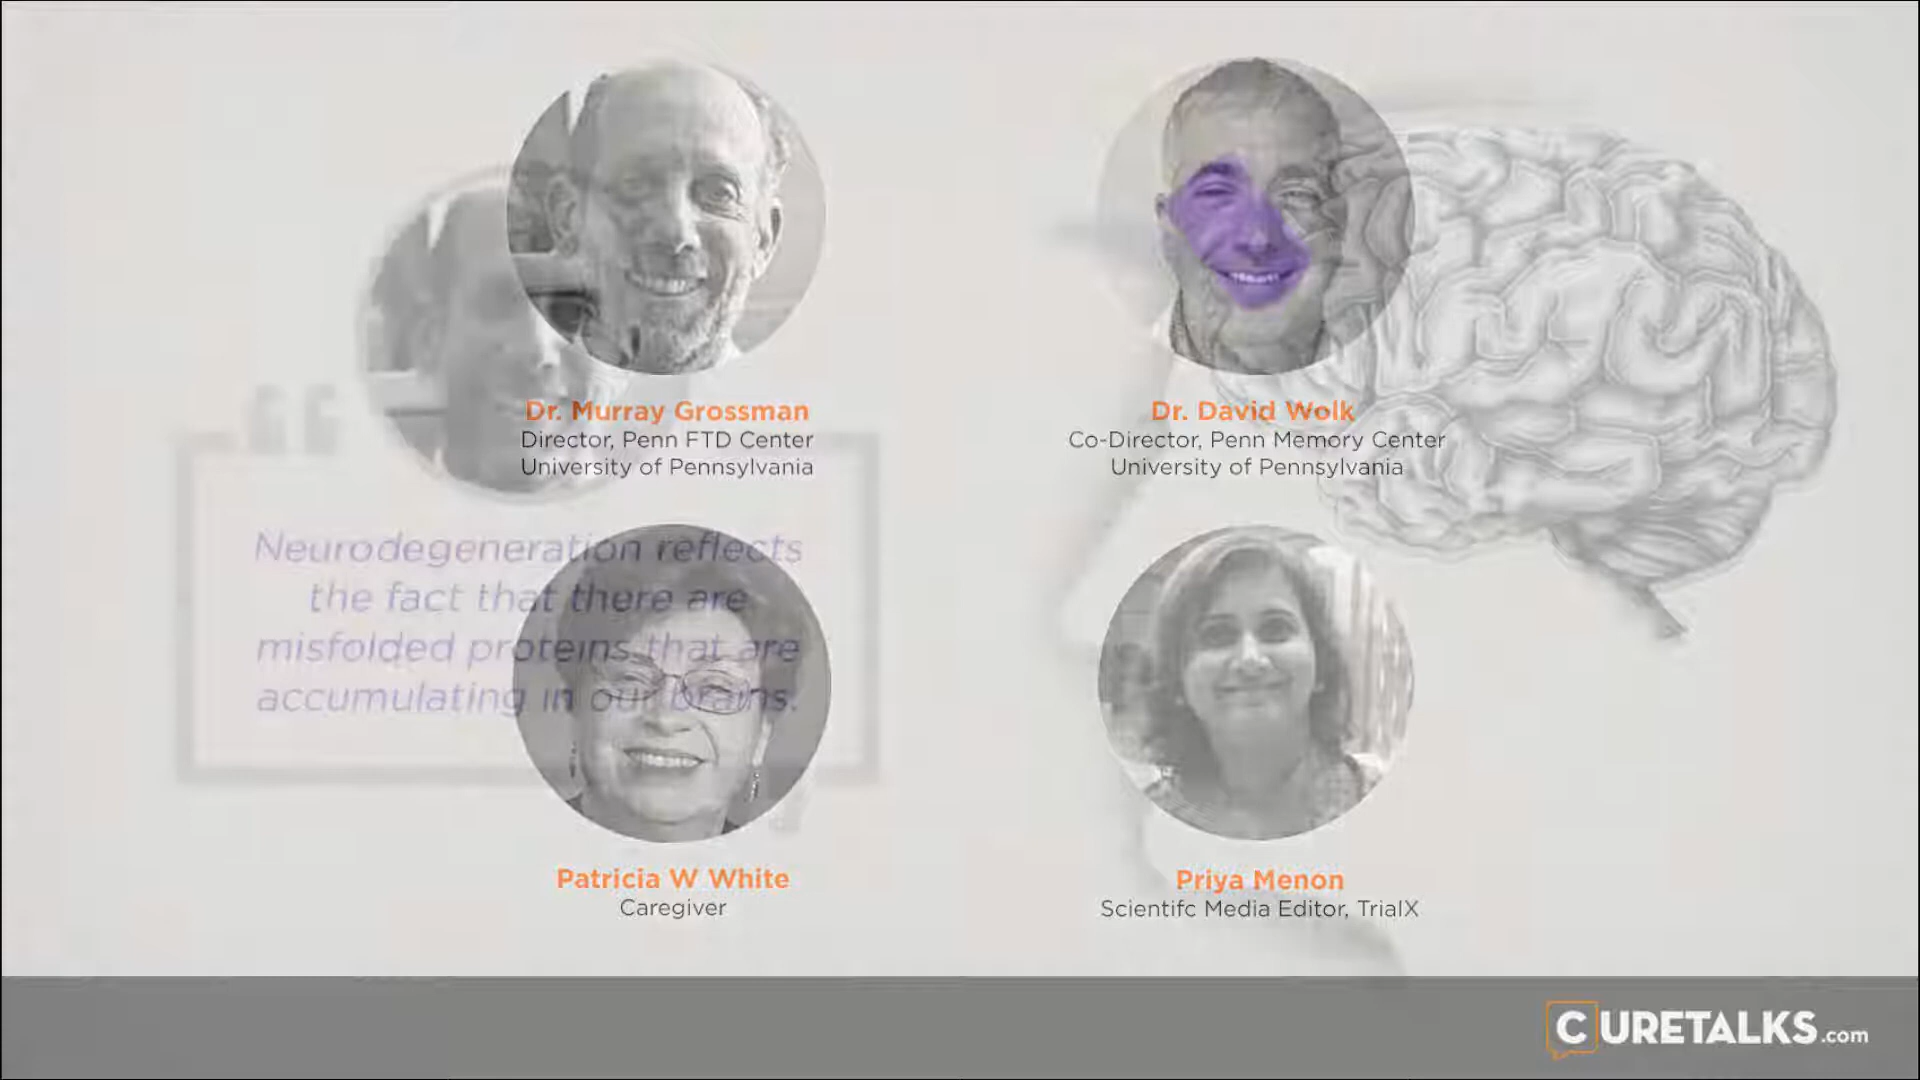 Dr. Murray Grossman
Director, Penn FTD Center
University of Pennsylvania
Dr. David Wolk
Co-Director, Penn Memory Center
University of Pennsylvania
Neurodegeneration reflects
the fact that there are
misfolded proteins that are
accumulating in our brains.
Patricia W White
Caregiver
Priya Menon
Scientifc Media Editor, TrialX
CURETALKS.com